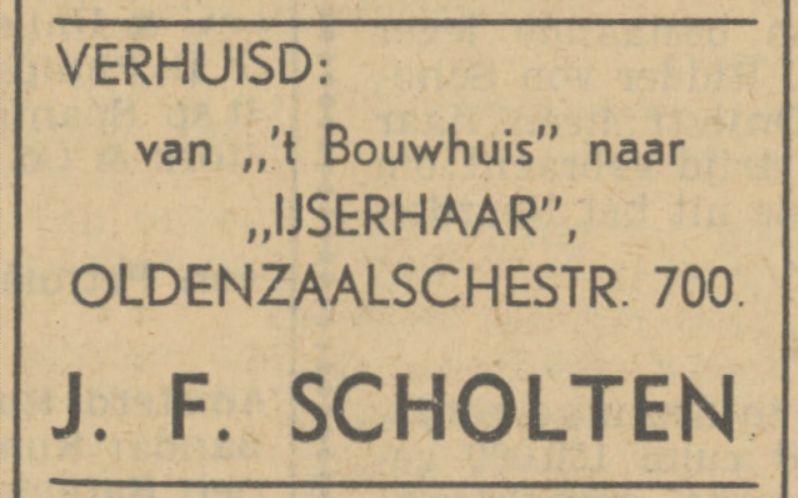 VERHUISD:
van „'t Bouwhuis” naar
„IJSERHAAR”,
OLDENZAALSCHESTR. 700.
J. F. SCHOLTEN